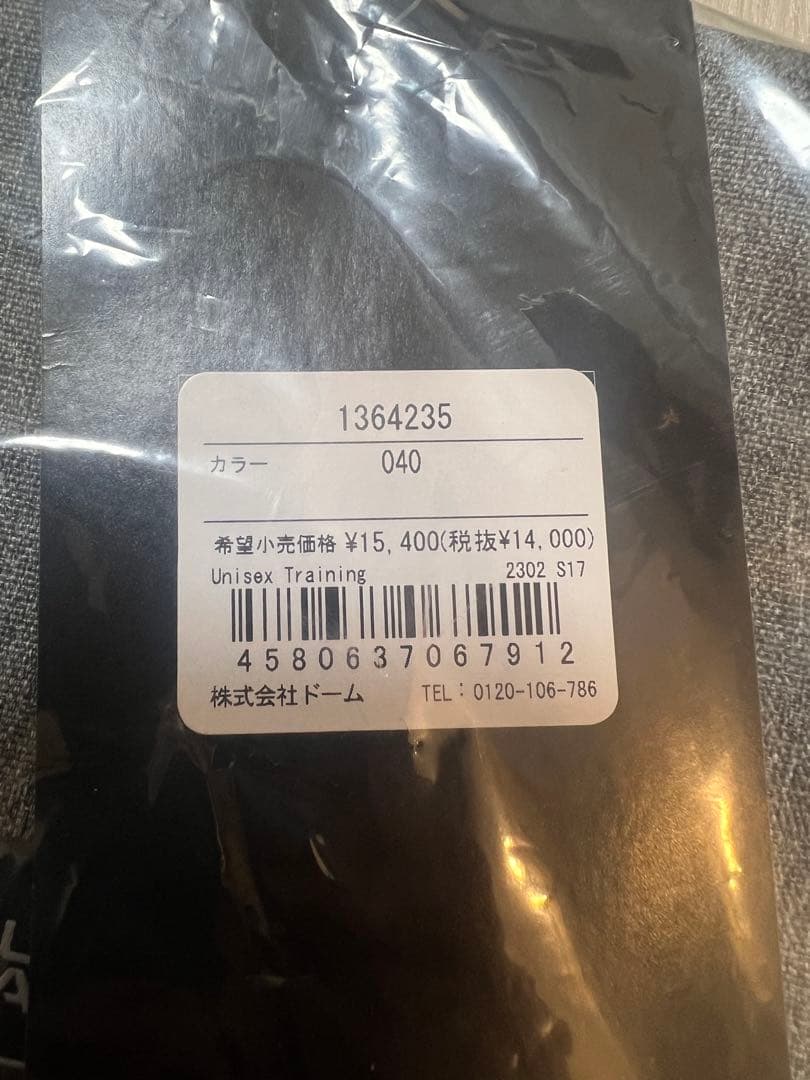 1364235
カラー 040
希望小売価格 ¥15,400(税抜¥14,000)
Unisex Training 2302 S17
4580637067912
株式会社ドーム TEL:0120-106-786
L
A